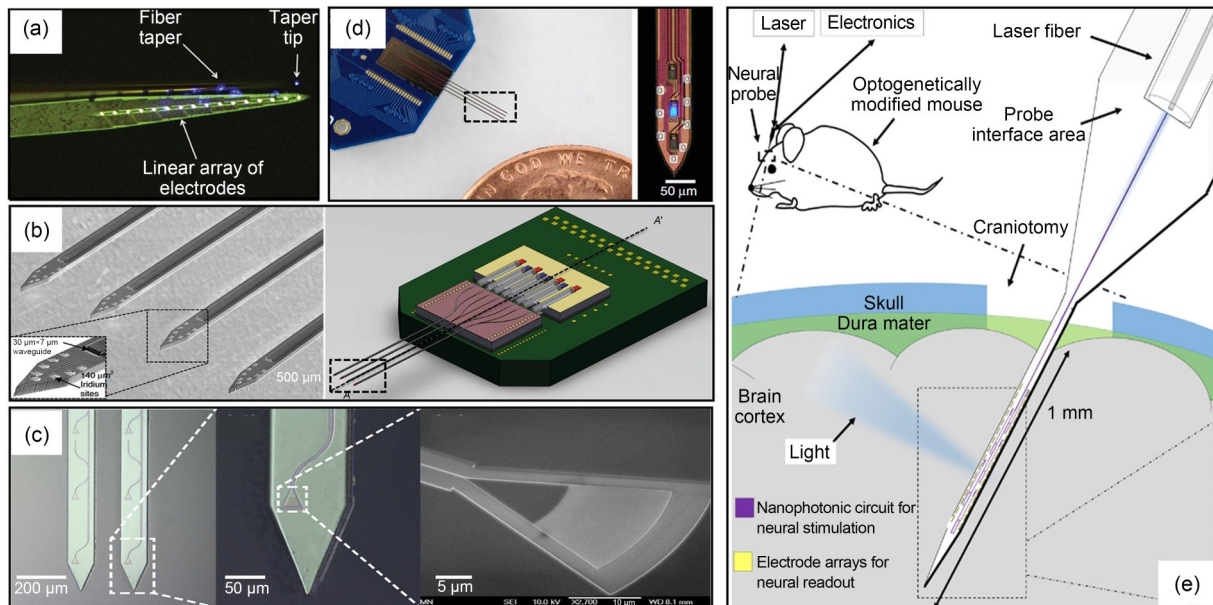 (a)
Fiber
taper
Taper
tip
Linear array of
electrodes
(d)
IN GOD WE TR
50 μm
(b)
30 μm×7 μm
waveguide
140 μm²
Iridium
sites
500 μm
A'
A
(c)
200 μm
50 μm
5 μm
MN SEI 10.0 kV X2,700 10 μm WD 8.1 mm
Laser
Electronics
Laser fiber
Neural
probe
Optogenetically
modified mouse
Probe
interface area
Craniotomy
Skull
Dura mater
Brain
cortex
1 mm
Light
Nanophotonic circuit for
neural stimulation
Electrode arrays for
neural readout
(e)